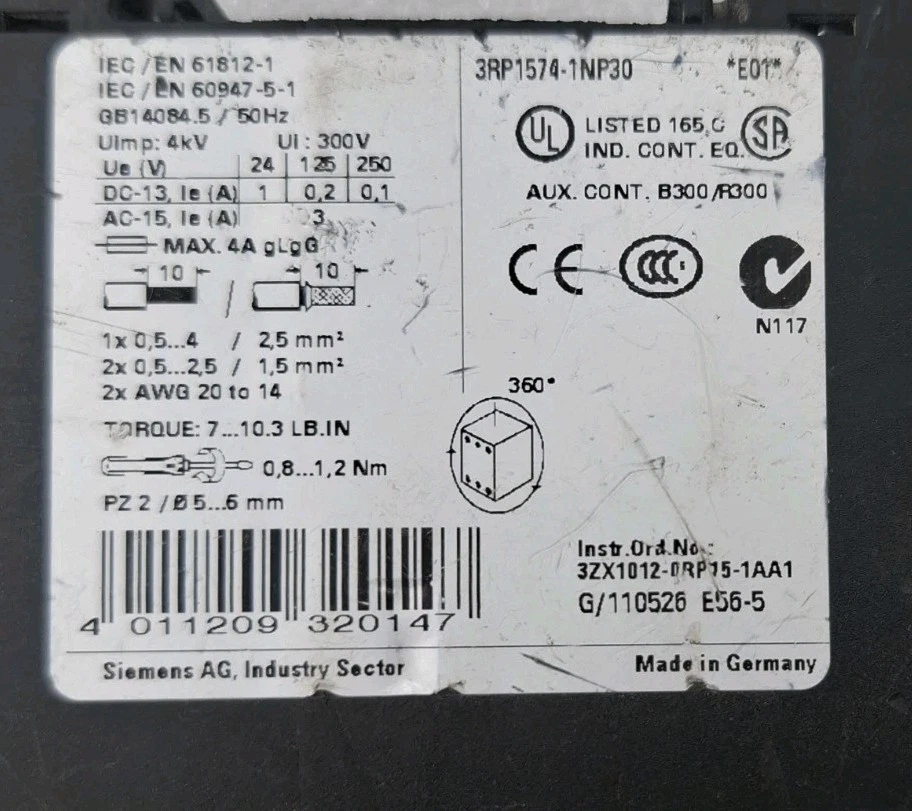 IEC / EN 61812-1
IEC / EN 60947-5-1
GB14084.5 / 50Hz
UImp: 4kV Ui : 300V
Ue (V) 24 125 250
DC-13, Ie (A) 1 0,2 0,1
AC-15, Ie (A) 3
MAX. 4A gLgG
10 / 10
1x 0,5...4 / 2,5 mm²
2x 0,5...2,5 / 1,5 mm²
2x AWG 20 to 14
TORQUE: 7...10.3 LB.IN
0,8...1,2 Nm
PZ 2 / Ø 5...6 mm
4 011209 320147
3RP1574-1NP30 *E01*
UL LISTED 165 C SA
IND. CONT. EQ.
AUX. CONT. B300/R300
CE CCC
N117
360°
Instr.Ord.No.:
3ZX1012-0RP15-1AA1
G/110526 E56-5
Siemens AG, Industry Sector
Made in Germany